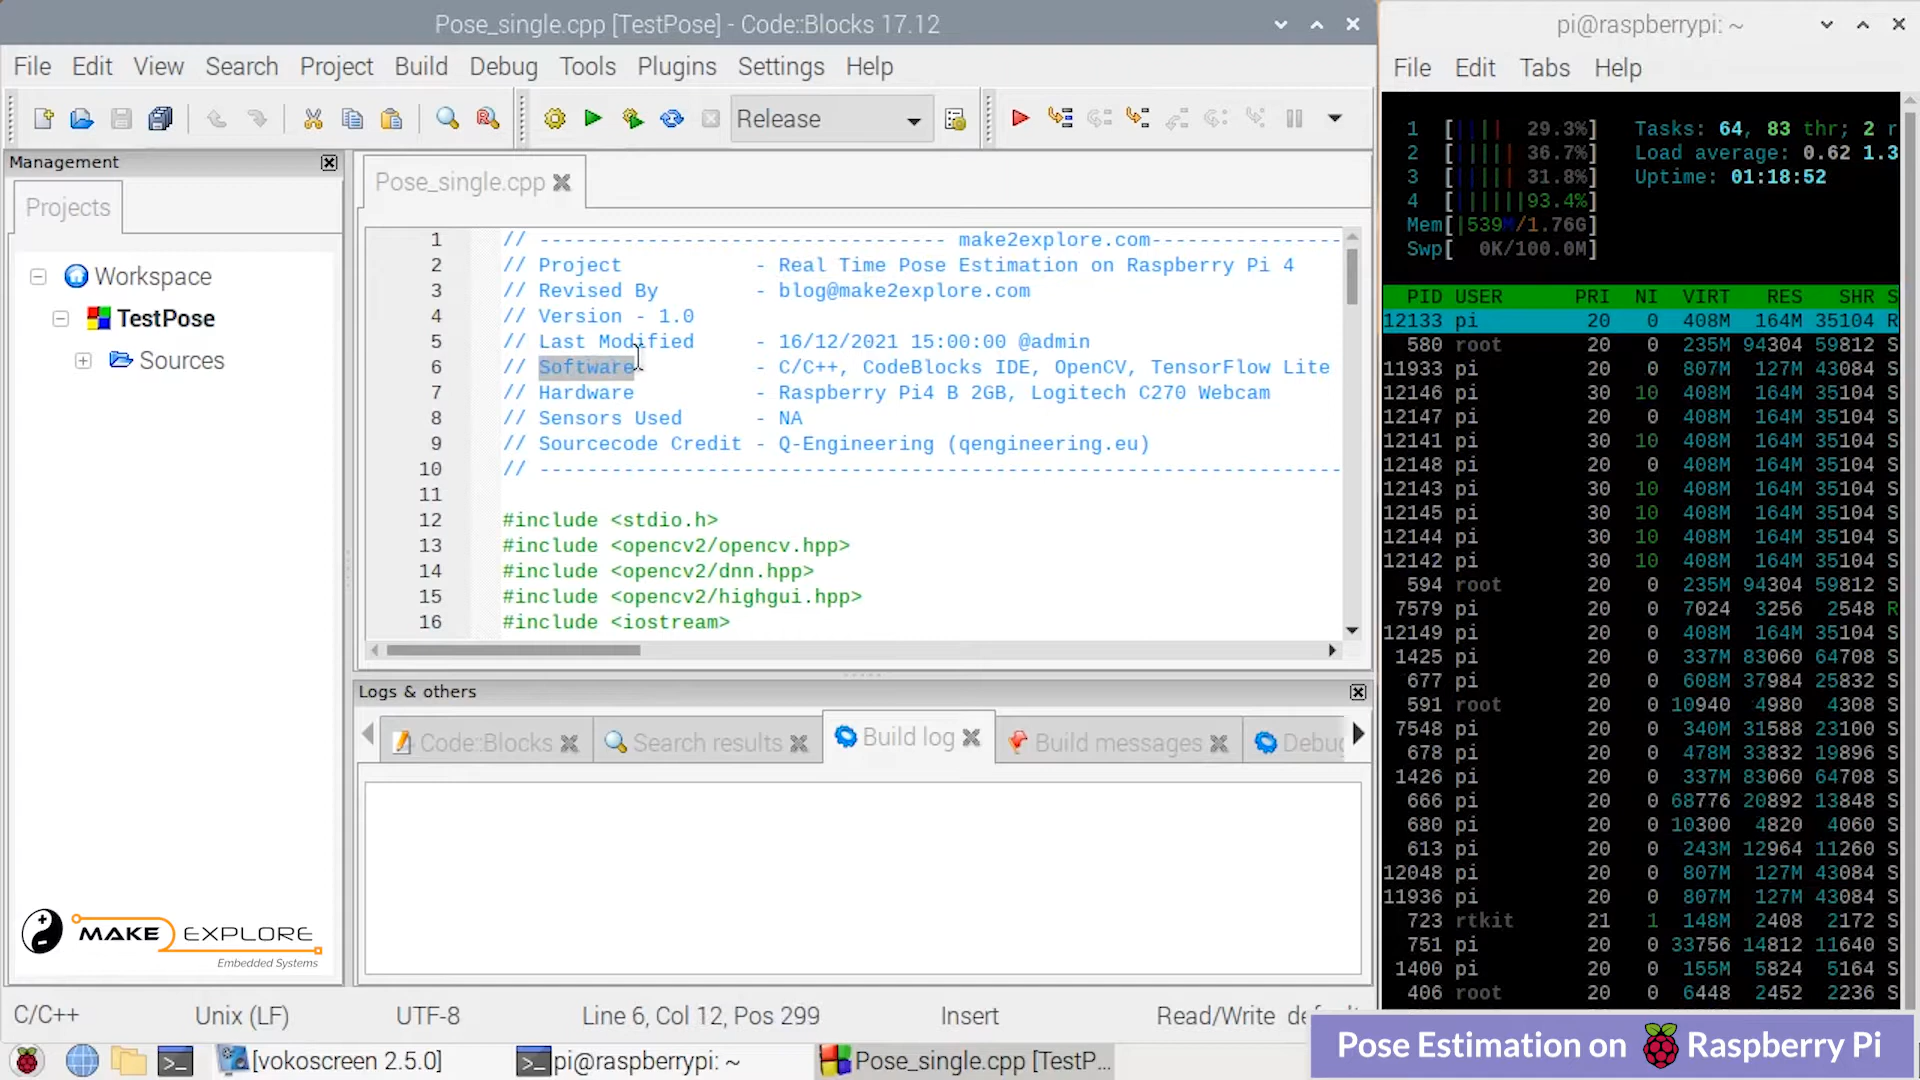 Pose_single.cpp [TestPose] - Code::Blocks 17.12
File Edit View Search Project Build Debug Tools Plugins Settings Help
Release
Management
Projects
Workspace
TestPose
Sources
MAKE EXPLORE
Embedded Systems
Pose_single.cpp
1 // ---------------------------------- make2explore.com----------------
2 // Project - Real Time Pose Estimation on Raspberry Pi 4
3 // Revised By - blog@make2explore.com
4 // Version - 1.0
5 // Last Modified - 16/12/2021 15:00:00 @admin
6 // Software - C/C++, CodeBlocks IDE, OpenCV, TensorFlow Lite
7 // Hardware - Raspberry Pi4 B 2GB, Logitech C270 Webcam
8 // Sensors Used - NA
9 // Sourcecode Credit - Q-Engineering (qengineering.eu)
10 // -------------------------------------------------------------------
11
12 #include <stdio.h>
13 #include <opencv2/opencv.hpp>
14 #include <opencv2/dnn.hpp>
15 #include <opencv2/highgui.hpp>
16 #include <iostream>
Logs & others
Code::Blocks Search results Build log Build messages Debug
C/C++ Unix (LF) UTF-8 Line 6, Col 12, Pos 299 Insert Read/Write
[vokoscreen 2.5.0] pi@raspberrypi: ~ Pose_single.cpp [TestP...
pi@raspberrypi: ~
File Edit Tabs Help
1 [|||| 29.3%] Tasks: 64, 83 thr; 2 r
2 [||||| 36.7%] Load average: 0.62 1.3
3 [||||| 31.8%] Uptime: 01:18:52
4 [||||||93.4%]
Mem[|539M/1.76G]
Swp[ 0K/100.0M]
PID USER PRI NI VIRT RES SHR S
12133 pi 20 0 408M 164M 35104 R
580 root 20 0 235M 94304 59812 S
11933 pi 20 0 807M 127M 43084 S
12146 pi 30 10 408M 164M 35104 S
12147 pi 20 0 408M 164M 35104 S
12141 pi 30 10 408M 164M 35104 S
12148 pi 20 0 408M 164M 35104 S
12143 pi 30 10 408M 164M 35104 S
12145 pi 30 10 408M 164M 35104 S
12144 pi 30 10 408M 164M 35104 S
12142 pi 30 10 408M 164M 35104 S
594 root 20 0 235M 94304 59812 S
7579 pi 20 0 7024 3256 2548 R
12149 pi 20 0 408M 164M 35104 S
1425 pi 20 0 337M 83060 64708 S
677 pi 20 0 608M 37984 25832 S
591 root 20 0 10940 4980 4308 S
7548 pi 20 0 340M 31588 23100 S
678 pi 20 0 478M 33832 19896 S
1426 pi 20 0 337M 83060 64708 S
666 pi 20 0 68776 20892 13848 S
680 pi 20 0 10300 4820 4060 S
613 pi 20 0 243M 12964 11260 S
12048 pi 20 0 807M 127M 43084 S
11936 pi 20 0 807M 127M 43084 S
723 rtkit 21 1 148M 2408 2172 S
751 pi 20 0 33756 14812 11640 S
1400 pi 20 0 155M 5824 5164 S
406 root 20 0 6448 2452 2236 S
Pose Estimation on Raspberry Pi